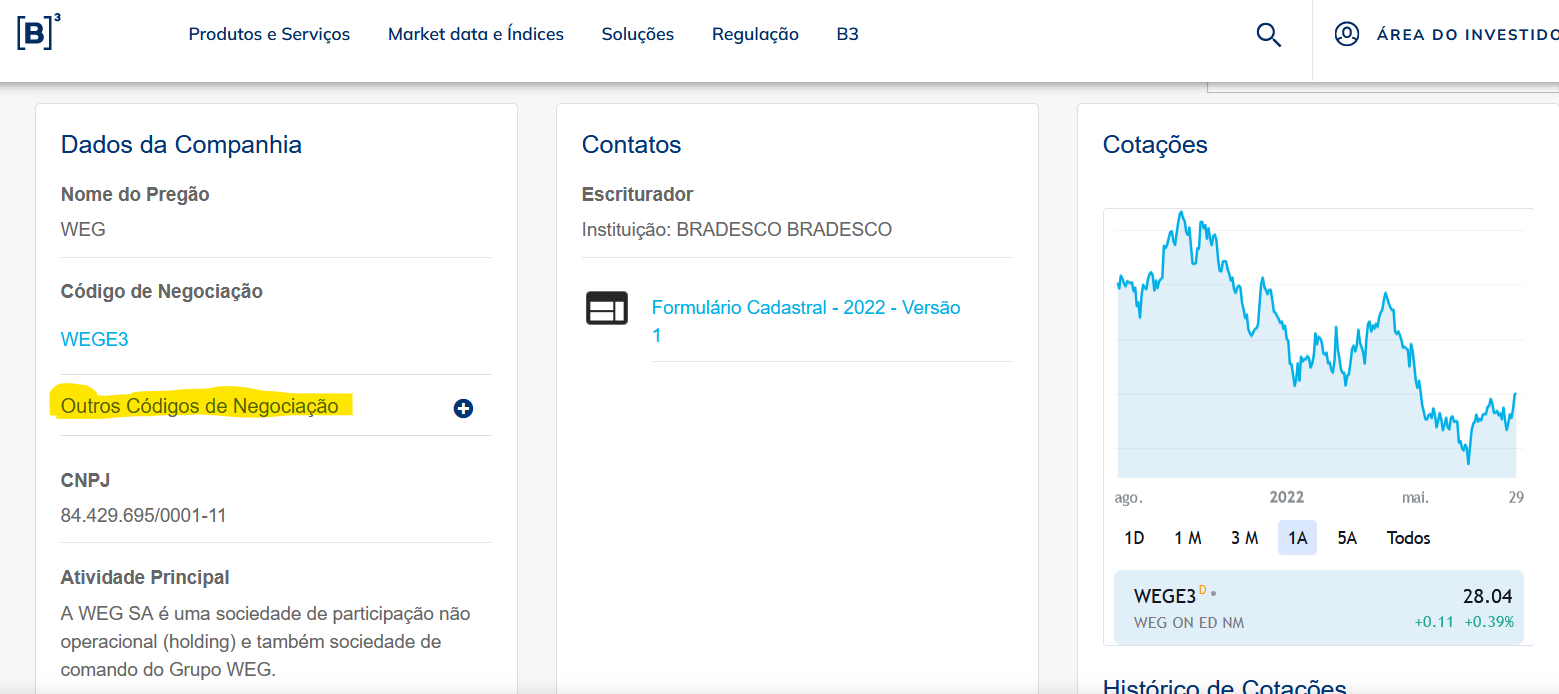 [B]³
Produtos e Serviços
Market data e Índices
Soluções
Regulação
B3
ÁREA DO INVESTIDO
Dados da Companhia
Nome do Pregão
WEG
Código de Negociação
WEGE3
Outros Códigos de Negociação
CNPJ
84.429.695/0001-11
Atividade Principal
A WEG SA é uma sociedade de participação não
operacional (holding) e também sociedade de
comando do Grupo WEG.
Contatos
Escriturador
Instituição: BRADESCO BRADESCO
Formulário Cadastral - 2022 - Versão
1
Cotações
ago. 2022 mai. 29
1D 1 M 3 M 1A 5A Todos
WEGE3 D 28.04
WEG ON ED NM +0.11 +0.39%
Histórico de Cotações